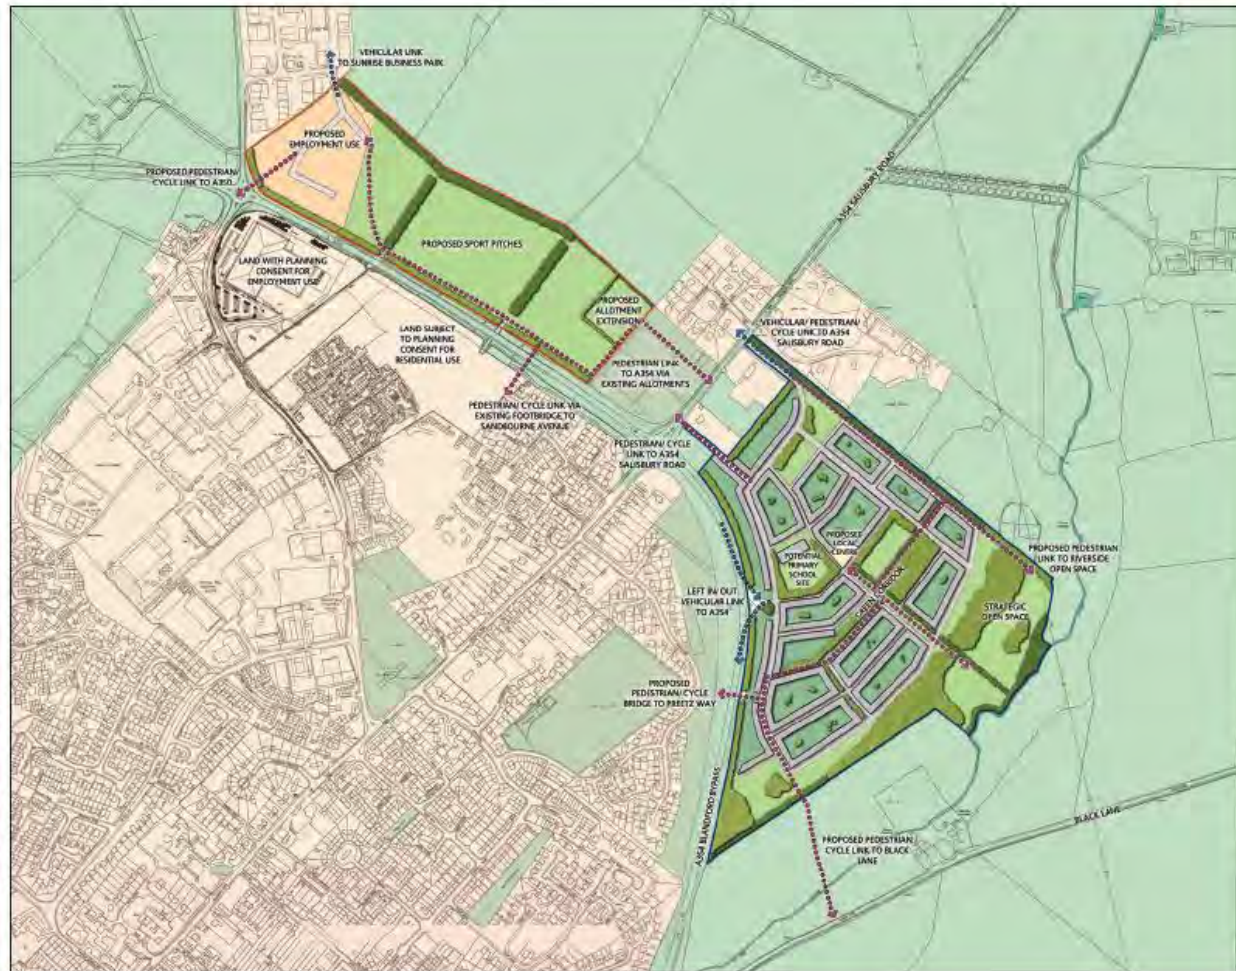 VEHICULAR LINK
TO SUNRISE BUSINESS PARK
PROPOSED
EMPLOYMENT USE
PROPOSED PEDESTRIAN/
CYCLE LINK TO A350
A354 SALISBURY ROAD
PROPOSED SPORT PITCHES
LAND WITH PLANNING
CONSENT FOR
EMPLOYMENT USE
PROPOSED
ALLOTMENT
EXTENSION
LAND SUBJECT
TO PLANNING
CONSENT FOR
RESIDENTIAL USE
VEHICULAR/ PEDESTRIAN/
CYCLE LINK TO A354
SALISBURY ROAD
PEDESTRIAN LINK
TO A354 VIA
EXISTING ALLOTMENTS
PEDESTRIAN/ CYCLE LINK VIA
EXISTING FOOTBRIDGE TO
SANDBOURNE AVENUE
PEDESTRIAN/ CYCLE
LINK TO A354
SALISBURY ROAD
PROPOSED
LOCAL
CENTRE
POTENTIAL
PRIMARY
SCHOOL
SITE
PROPOSED PEDESTRIAN
LINK TO RIVERSIDE
OPEN SPACE
LEFT IN/ OUT
VEHICULAR LINK
TO A354
GREEN CORRIDOR
STRATEGIC
OPEN SPACE
PROPOSED
PEDESTRIAN/ CYCLE
BRIDGE TO PREETZ WAY
A354 BLANDFORD BYPASS
BLACK LANE
PROPOSED PEDESTRIAN/
CYCLE LINK TO BLACK
LANE